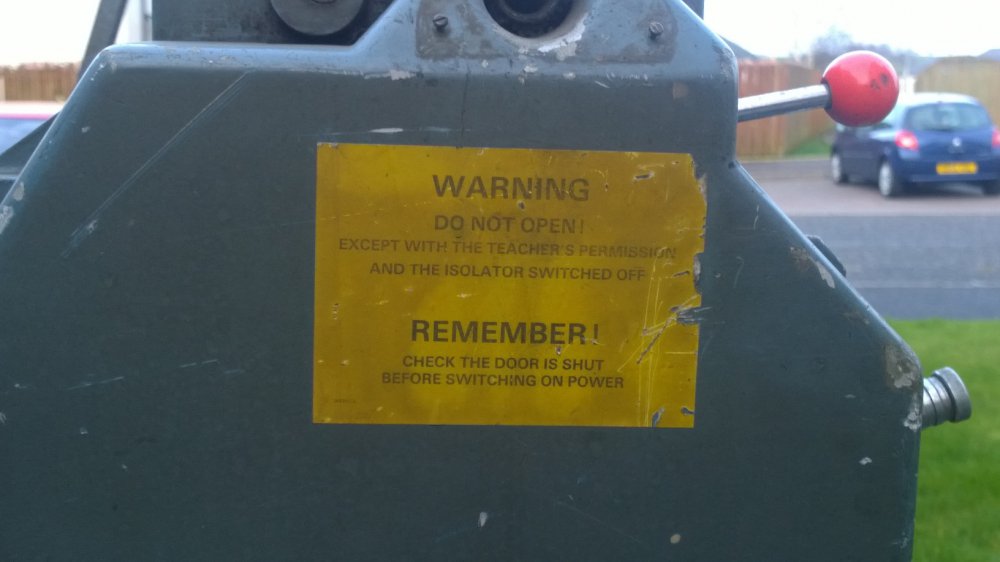 WARNING
DO NOT OPEN!
EXCEPT WITH THE TEACHER'S PERMISSION
AND THE ISOLATOR SWITCHED OFF
REMEMBER!
CHECK THE DOOR IS SHUT
BEFORE SWITCHING ON POWER